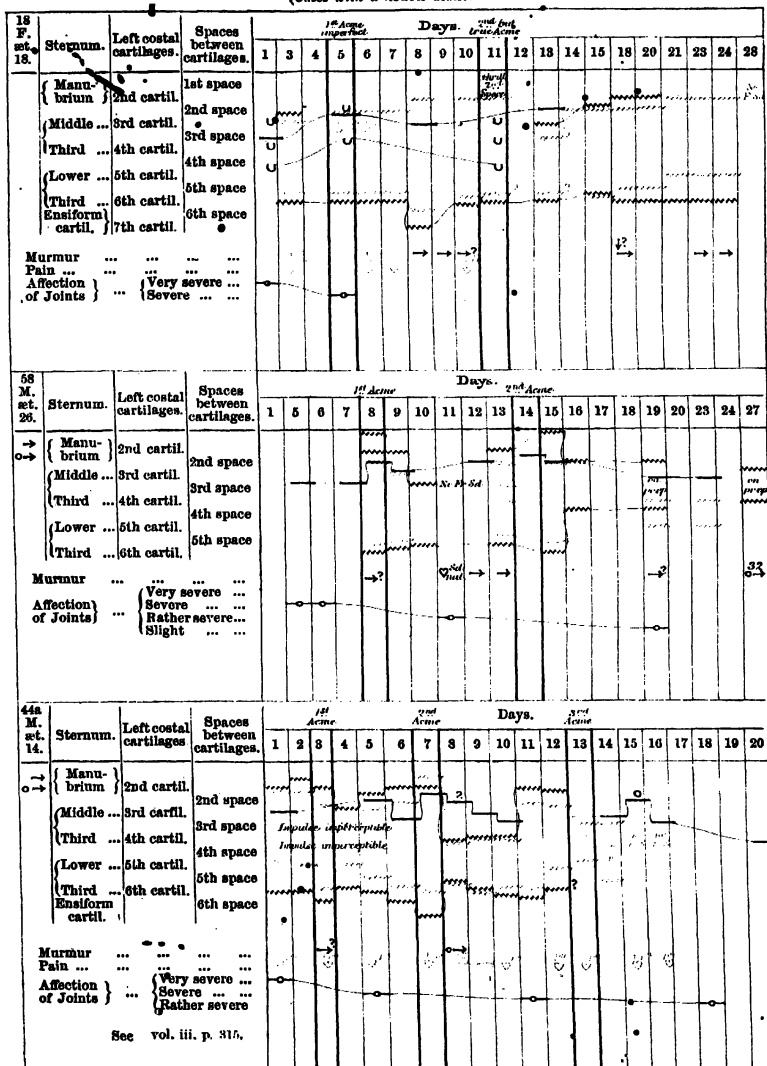 18
F.
æt.
18.
Sternum.
Left costal
cartilages.
Spaces
between
cartilages.
1st Acme
imperfect.
Days.
2nd but
true Acme
1 3 4 5 6 7 8 9 10 11 12 13 14 15 18 20 21 23 24 28
thrill
Manu-
brium
2nd cartil.
1st space
2nd space
Middle ... 3rd cartil.
3rd space
Third ... 4th cartil.
4th space
Lower ... 5th cartil.
5th space
Third ... 6th cartil.
Ensiform
cartil.
6th space
7th cartil.
Murmur ... ... ... ...
Pain ... ... ... ...
Affection
of Joints
...
Very severe ...
Severe ... ...
58
M.
æt.
26.
Sternum.
Left costal
cartilages.
Spaces
between
cartilages.
1st Acme
Days.
2nd Acme
1 5 6 7 8 9 10 11 12 13 14 15 16 17 18 19 20 23 27
Manu-
brium
2nd cartil.
2nd space
Middle ... 3rd cartil.
3rd space
No Fr Sd
Third ... 4th cartil.
4th space
Lower ... 5th cartil.
5th space
Third ... 6th cartil.
Murmur ... ... ... ...
32
Affection
of Joints
...
Very severe ...
Severe ... ...
Rather severe...
Slight ... ...
44a
M.
æt.
14.
Sternum.
Left costal
cartilages
Spaces
between
cartilages.
1st
Acme
2nd
Acme
Days.
3rd
Acme
1 2 3 4 5 6 7 8 9 10 11 12 13 14 15 16 17 18 19 20
Manu-
brium
2nd cartil.
2nd space
Middle ... 3rd cartil.
3rd space
Impulse imperceptible
Third ... 4th cartil.
4th space
Impulse imperceptible
Lower ... 5th cartil.
5th space
Third ... 6th cartil.
Ensiform
cartil.
6th space
Murmur ... ... ... ...
Pain ... ... ... ...
Affection
of Joints
...
Very severe ...
Severe ... ...
Rather severe
See vol. iii. p. 315.